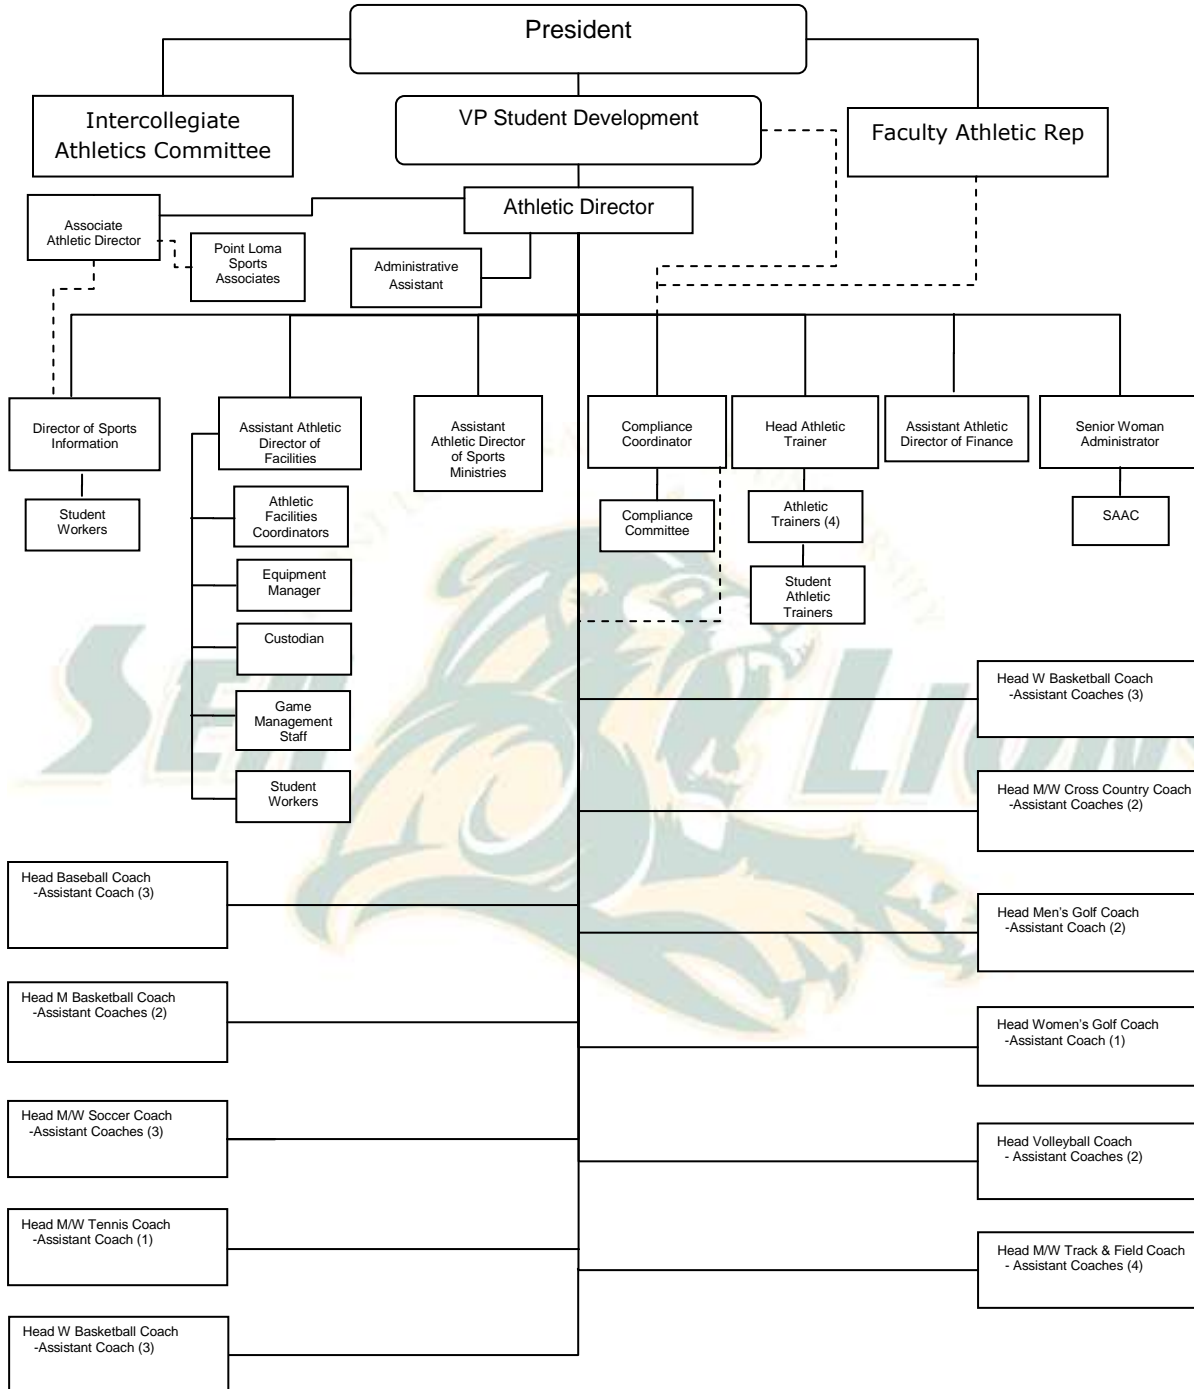 President
Intercollegiate
Athletics Committee
VP Student Development
Faculty Athletic Rep
Athletic Director
Associate
Athletic Director
Point Loma
Sports
Associates
Administrative
Assistant
Director of Sports
Information
Assistant Athletic
Director of
Facilities
Assistant
Athletic Director
of Sports
Ministries
Compliance
Coordinator
Head Athletic
Trainer
Assistant Athletic
Director of Finance
Senior Woman
Administrator
Student
Workers
Athletic
Facilities
Coordinators
Compliance
Committee
Athletic
Trainers (4)
SAAC
Equipment
Manager
Student
Athletic
Trainers
Custodian
Game
Management
Staff
Student
Workers
SEA LIONS
Head W Basketball Coach
-Assistant Coaches (3)
Head M/W Cross Country Coach
-Assistant Coaches (2)
Head Baseball Coach
-Assistant Coach (3)
Head Men's Golf Coach
-Assistant Coach (2)
Head M Basketball Coach
-Assistant Coaches (2)
Head Women's Golf Coach
-Assistant Coach (1)
Head M/W Soccer Coach
-Assistant Coaches (3)
Head Volleyball Coach
- Assistant Coaches (2)
Head M/W Tennis Coach
-Assistant Coach (1)
Head M/W Track & Field Coach
- Assistant Coaches (4)
Head W Basketball Coach
-Assistant Coach (3)